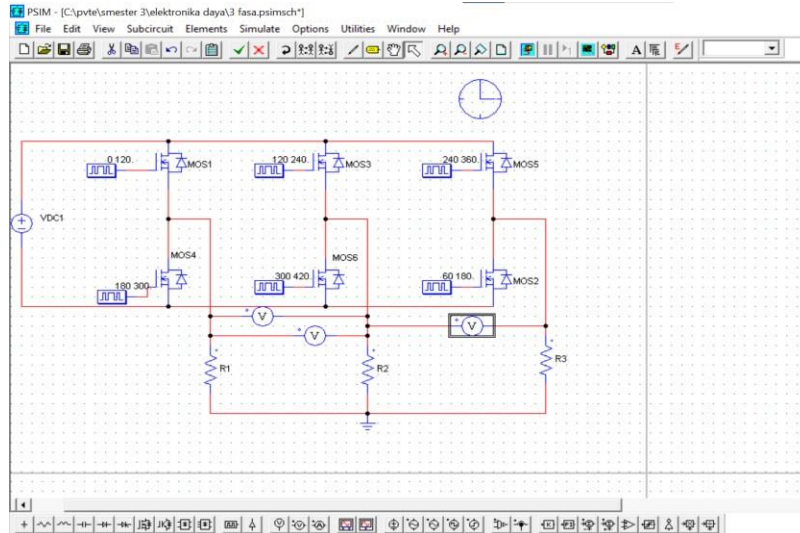 PSIM - [C:\pvte\smester 3\elektronika daya\3 fasa.psimsch*]
File Edit View Subcircuit Elements Simulate Options Utilities Window Help
0 120.
MOS1
120 240.
MOS3
240 360.
MOS5
VDC1
MOS4
180 300.
MOS6
300 420.
60 180.
MOS2
V
V
V
R1
R2
R3